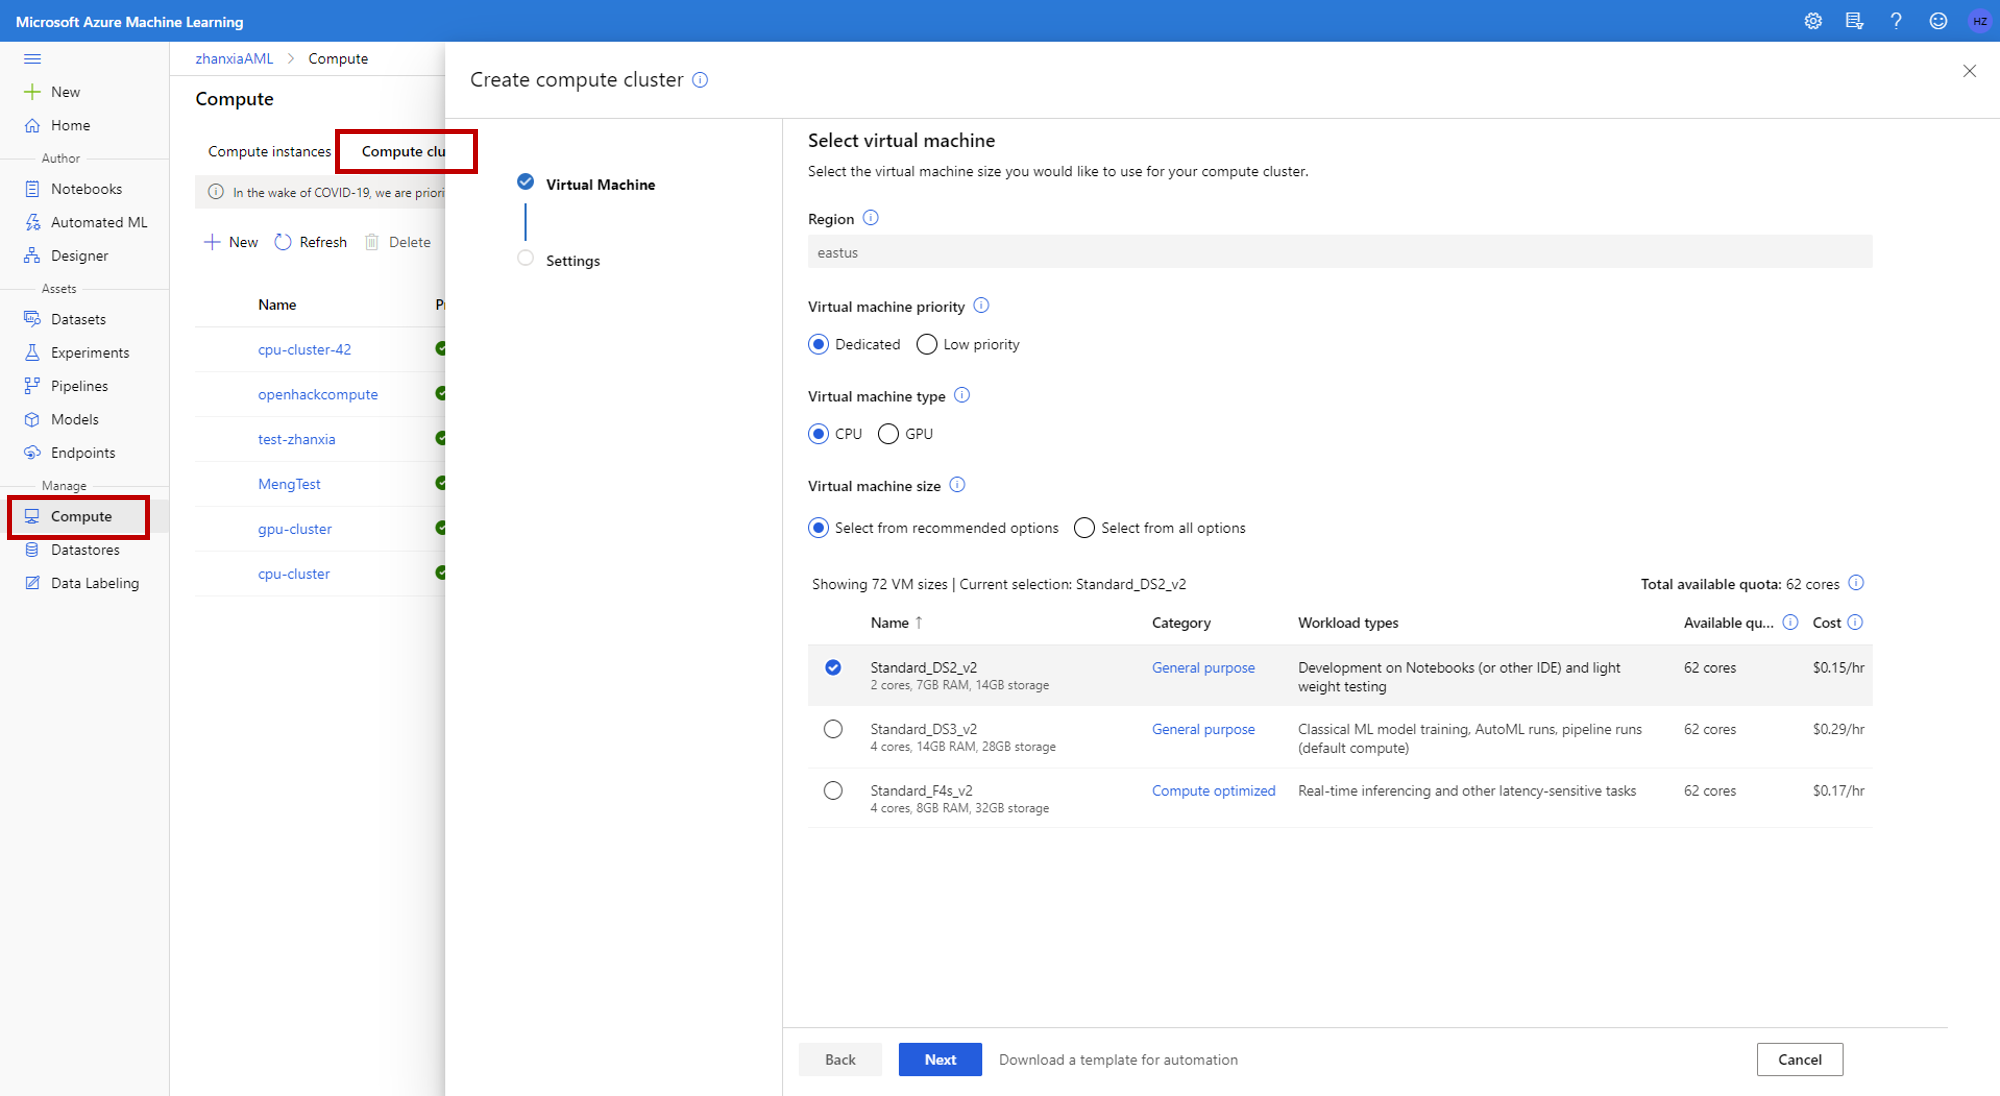 Microsoft Azure Machine Learning
HZ
New
Home
Author
Notebooks
Automated ML
Designer
Assets
Datasets
Experiments
Pipelines
Models
Endpoints
Manage
Compute
Datastores
Data Labeling
zhanxiaAML > Compute
Compute
Compute instances Compute clu
In the wake of COVID-19, we are priori
New Refresh Delete
Name
cpu-cluster-42
openhackcompute
test-zhanxia
MengTest
gpu-cluster
cpu-cluster
Create compute cluster
Virtual Machine
Settings
Select virtual machine
Select the virtual machine size you would like to use for your compute cluster.
Region
eastus
Virtual machine priority
Dedicated Low priority
Virtual machine type
CPU GPU
Virtual machine size
Select from recommended options Select from all options
Showing 72 VM sizes | Current selection: Standard_DS2_v2 Total available quota: 62 cores
Name ↑ Category Workload types Available qu... Cost
Standard_DS2_v2 General purpose Development on Notebooks (or other IDE) and light 62 cores $0.15/hr
2 cores, 7GB RAM, 14GB storage weight testing
Standard_DS3_v2 General purpose Classical ML model training, AutoML runs, pipeline runs 62 cores $0.29/hr
4 cores, 14GB RAM, 28GB storage (default compute)
Standard_F4s_v2 Compute optimized Real-time inferencing and other latency-sensitive tasks 62 cores $0.17/hr
4 cores, 8GB RAM, 32GB storage
Back Next Download a template for automation Cancel